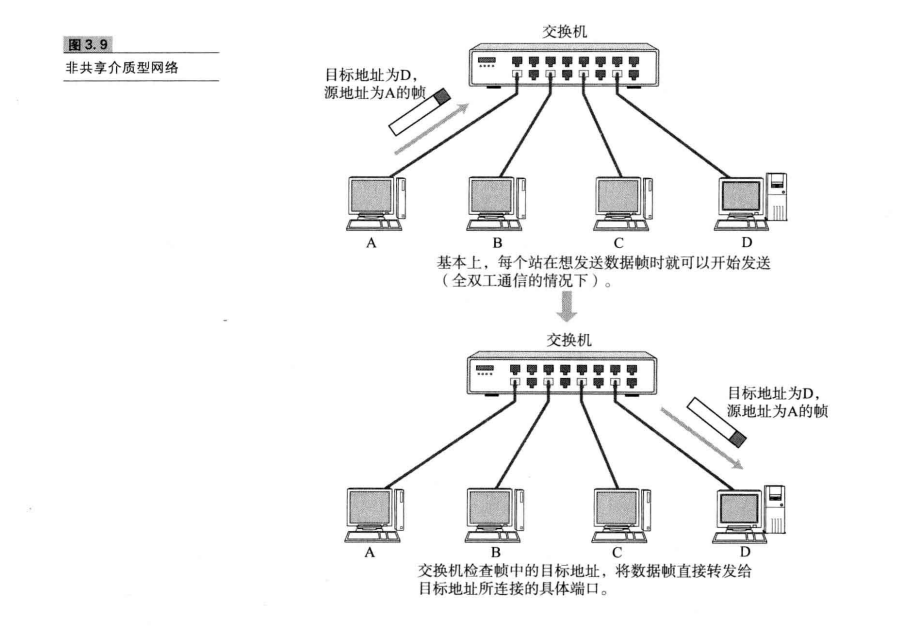 图 3.9
非共享介质型网络
交换机
目标地址为D，
源地址为A的帧
A
B
C
D
基本上，每个站在想发送数据帧时就可以开始发送
（全双工通信的情况下）。
交换机
目标地址为D，
源地址为A的帧
A
B
C
D
交换机检查帧中的目标地址，将数据帧直接转发给
目标地址所连接的具体端口。